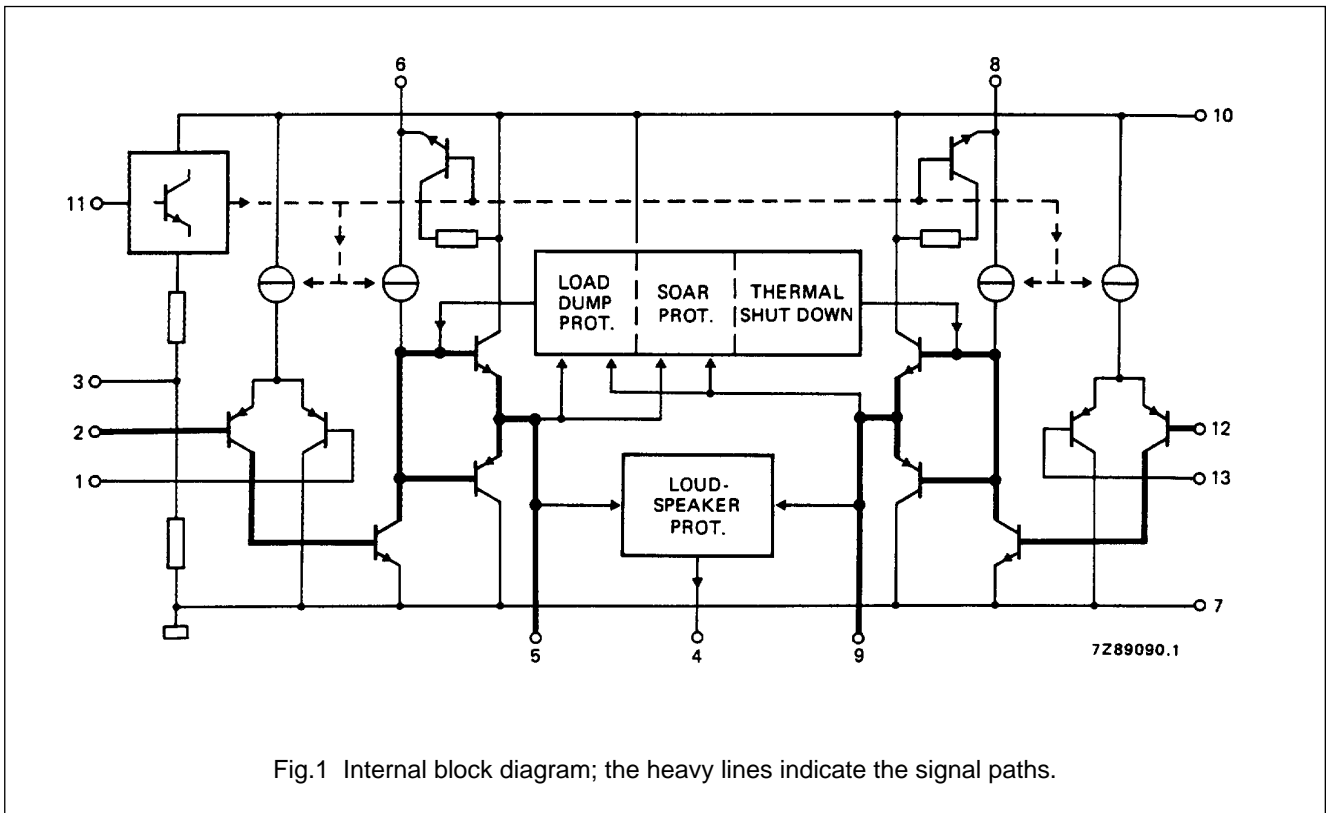 6
8
10
11
LOAD
DUMP
PROT.
SOAR
PROT.
THERMAL
SHUT DOWN
3
2
12
1
13
LOUD-
SPEAKER
PROT.
7
5
4
9
7Z89090.1
Fig.1 Internal block diagram; the heavy lines indicate the signal paths.